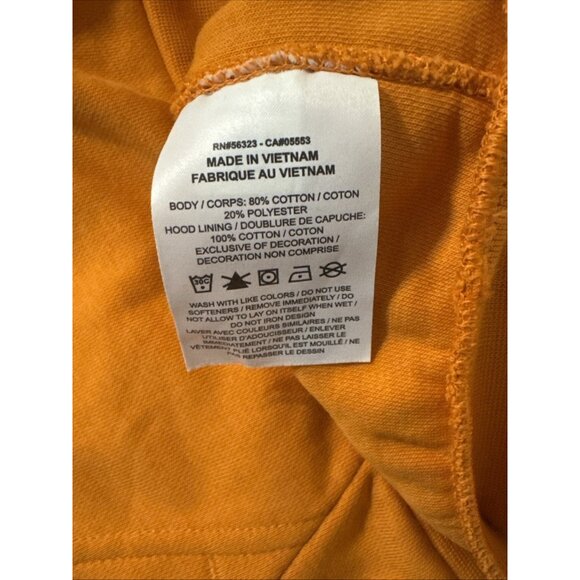 RN#56323 - CA#05553
MADE IN VIETNAM
FABRIQUE AU VIETNAM
BODY / CORPS: 80% COTTON / COTON
20% POLYESTER
HOOD LINING / DOUBLURE DE CAPUCHE:
100% COTTON / COTON
EXCLUSIVE OF DECORATION /
DECORATION NON COMPRISE
30C
WASH WITH LIKE COLORS / DO NOT USE
SOFTENERS / REMOVE IMMEDIATELY / DO
NOT ALLOW TO LAY ON ITSELF WHEN WET /
DO NOT IRON DESIGN
LAVER AVEC COULEURS SIMILAIRES / NE PAS
UTILISER D'ADOUCISSEUR / ENLEVER
IMMÉDIATEMENT / NE PAS LAISSER LE
VÊTEMENT PLIÉ LORSQU'IL EST MOUILLÉ / NE
PAS REPASSER LE DESSIN